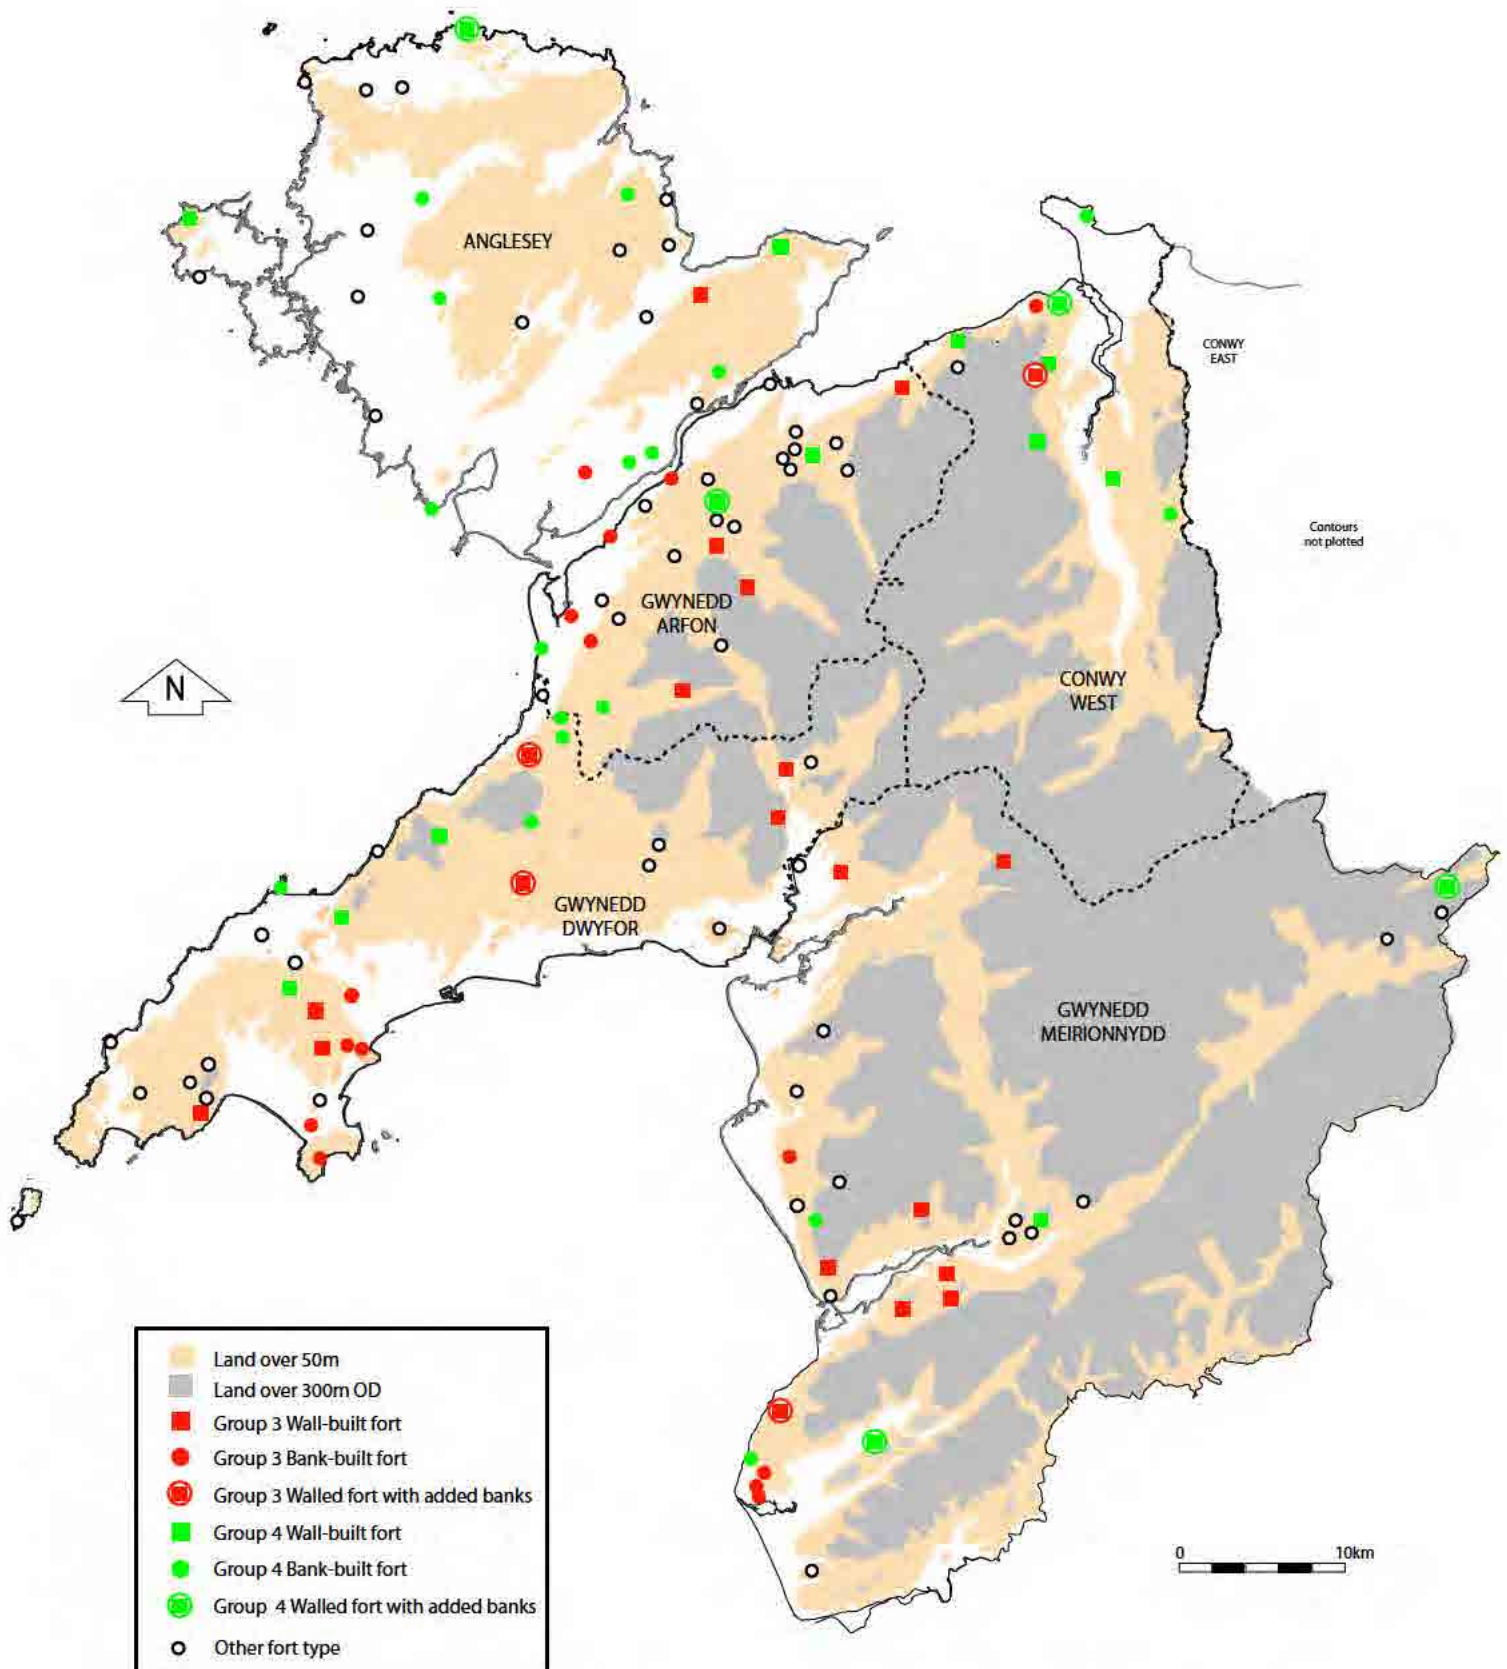 ANGLESEY
CONWY
EAST
Contours
not plotted
GWYNEDD
ARFON
N
CONWY
WEST
GWYNEDD
DWYFOR
GWYNEDD
MEIRIONNYDD
Land over 50m
Land over 300m OD
Group 3 Wall-built fort
Group 3 Bank-built fort
Group 3 Walled fort with added banks
Group 4 Wall-built fort
Group 4 Bank-built fort
Group 4 Walled fort with added banks
Other fort type
0 10km